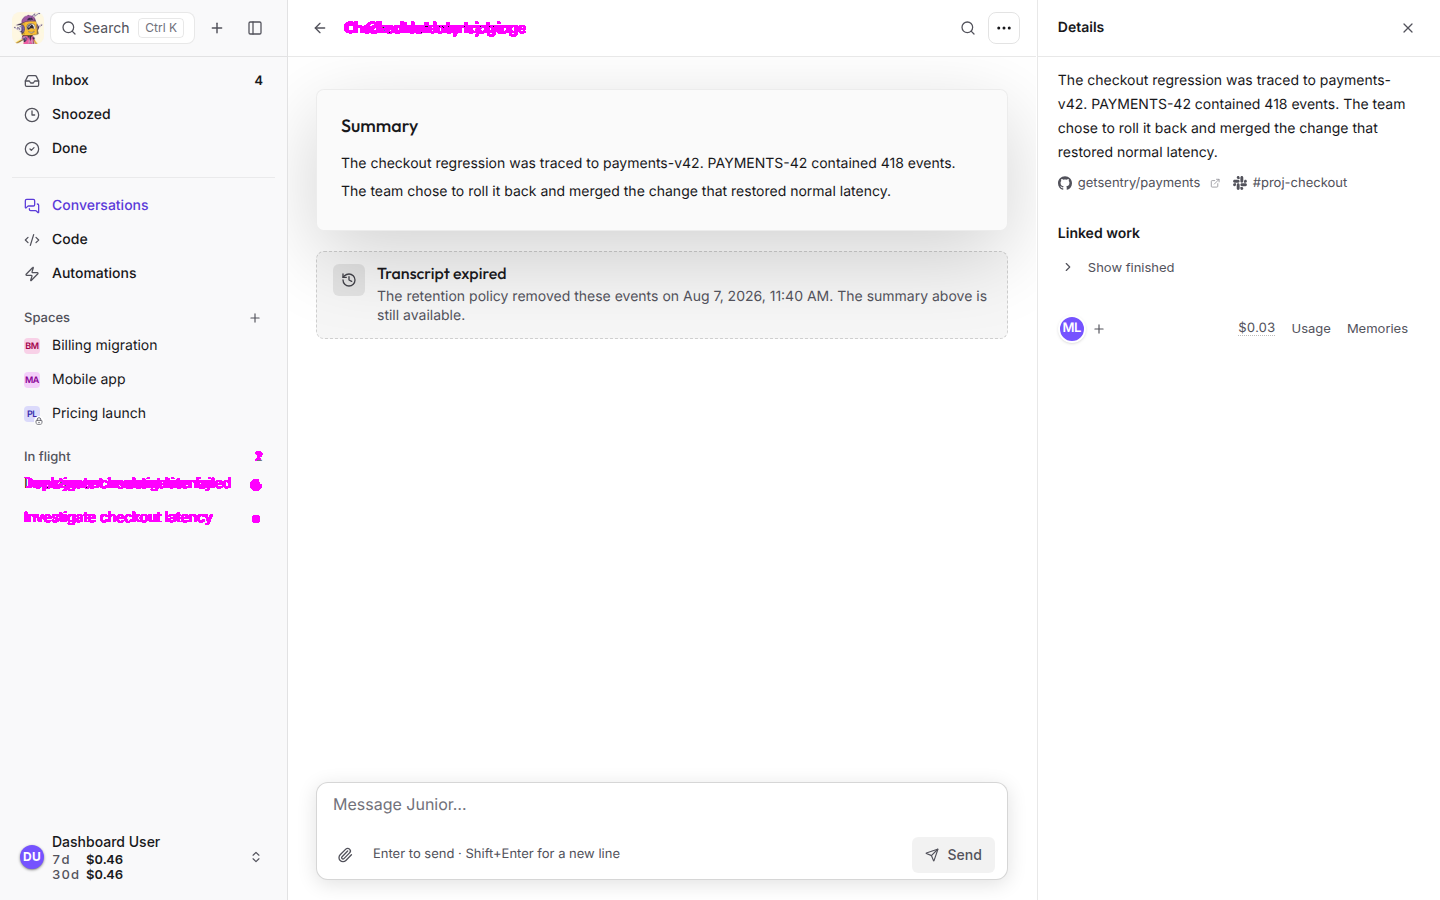 Search
Ctrl K
Inbox
4
Snoozed
Done
Conversations
Code
Automations
Spaces
BM
Billing migration
MA
Mobile app
PL
Pricing launch
In flight
Investigate checkout latency
DU
Dashboard User
7d $0.46
30d $0.46
Summary
The checkout regression was traced to payments-v42. PAYMENTS-42 contained 418 events.
The team chose to roll it back and merged the change that restored normal latency.
Transcript expired
The retention policy removed these events on Aug 7, 2026, 11:40 AM. The summary above is
still available.
Message Junior...
Enter to send · Shift+Enter for a new line
Send
Details
The checkout regression was traced to payments-
v42. PAYMENTS-42 contained 418 events. The team
chose to roll it back and merged the change that
restored normal latency.
getsentry/payments
#proj-checkout
Linked work
Show finished
ML
$0.03
Usage
Memories